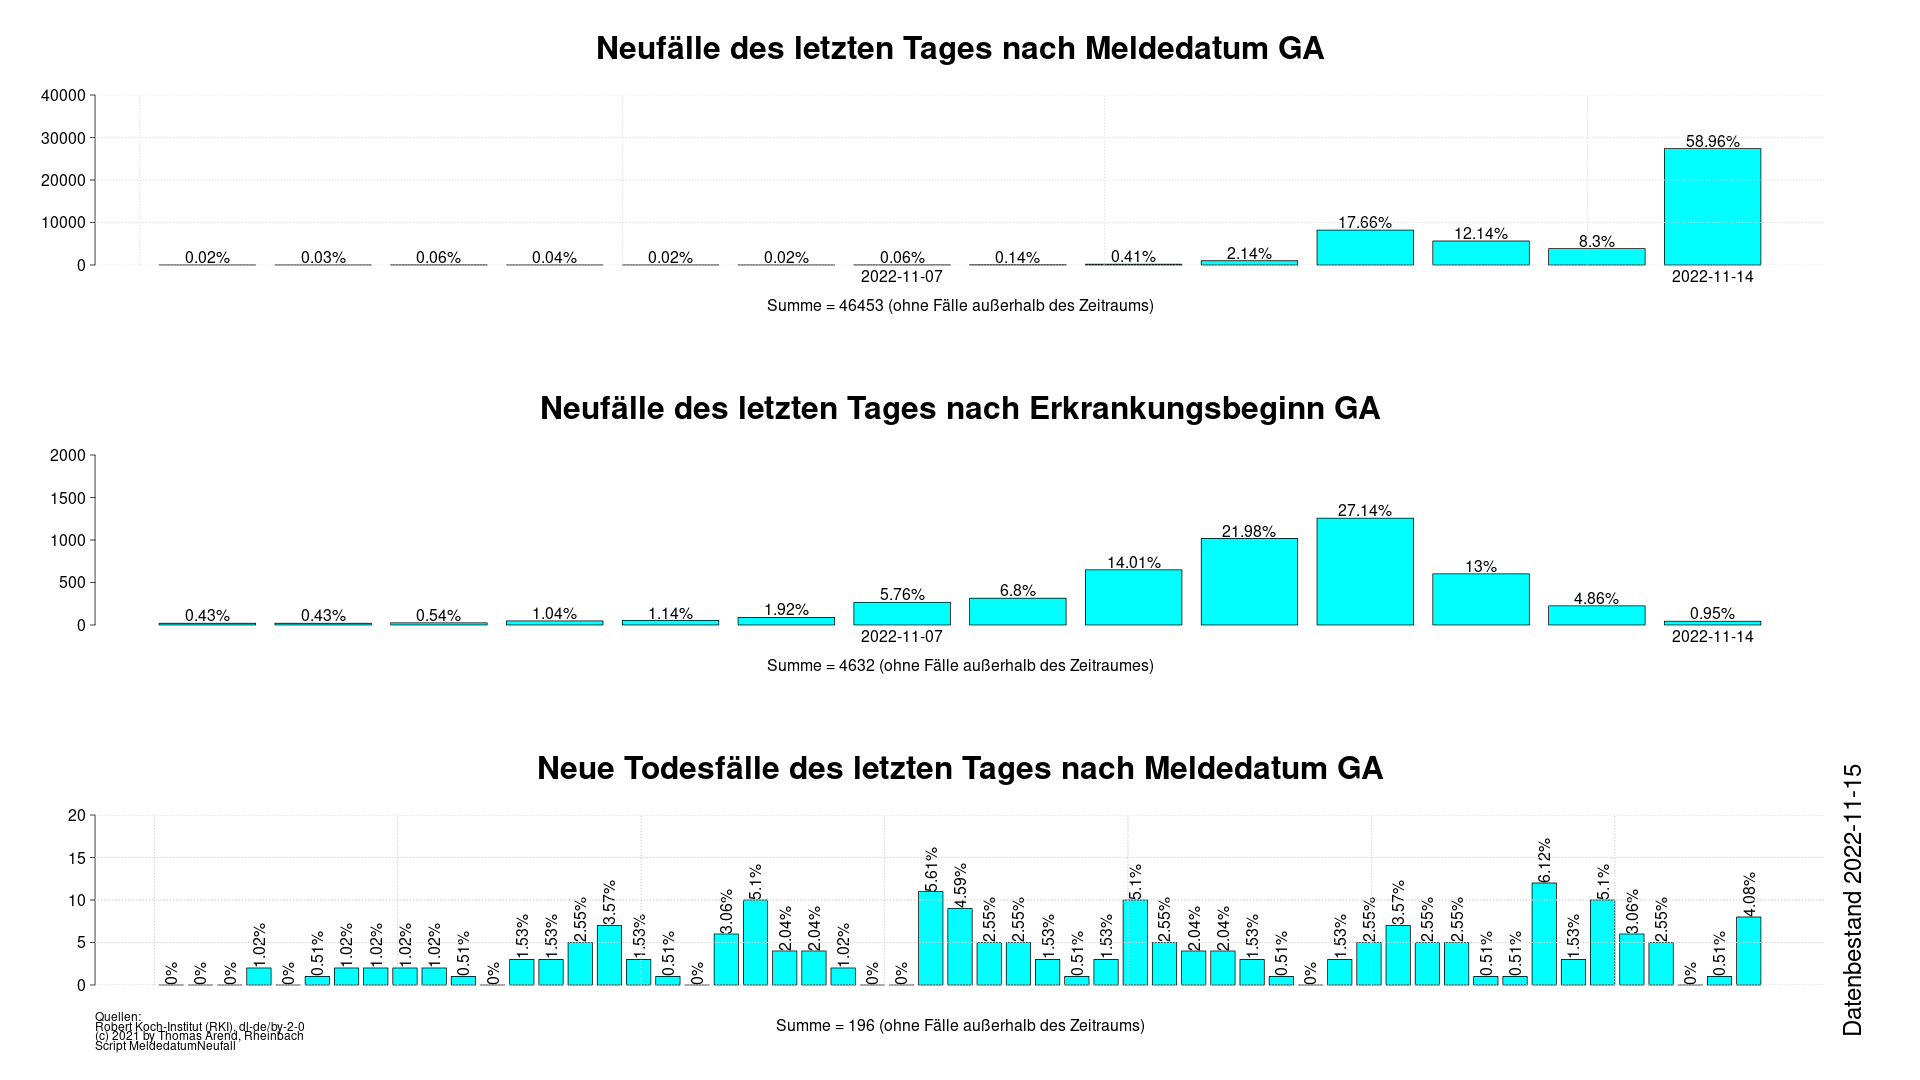 Neufälle des letzten Tages nach Meldedatum GA
40000
30000
20000
10000
0
0.02% 0.03% 0.06% 0.04% 0.02% 0.02% 0.06% 0.14% 0.41% 2.14% 17.66% 12.14% 8.3% 58.96%
2022-11-07 2022-11-14
Summe = 46453 (ohne Fälle außerhalb des Zeitraums)
Neufälle des letzten Tages nach Erkrankungsbeginn GA
2000
1500
1000
500
0
0.43% 0.43% 0.54% 1.04% 1.14% 1.92% 5.76% 6.8% 14.01% 21.98% 27.14% 13% 4.86% 0.95%
2022-11-07 2022-11-14
Summe = 4632 (ohne Fälle außerhalb des Zeitraumes)
Neue Todesfälle des letzten Tages nach Meldedatum GA
20
15
10
5
0
0% 0% 0% 1.02% 0% 0.51% 1.02% 1.02% 1.02% 1.02% 0.51% 0% 1.53% 1.53% 2.55% 3.57% 1.53% 0.51% 0% 3.06% 5.1% 2.04% 2.04% 1.02% 0% 0% 5.61% 4.59% 2.55% 2.55% 1.53% 0.51% 1.53% 5.1% 2.55% 2.04% 2.04% 1.53% 0.51% 0% 1.53% 2.55% 3.57% 2.55% 2.55% 0.51% 0.51% 6.12% 1.53% 5.1% 3.06% 2.55% 0% 0.51% 4.08%
Summe = 196 (ohne Fälle außerhalb des Zeitraums)
Quellen:
Robert Koch-Institut (RKI), dl-de/by-2-0
(c) 2021 by Thomas Arend, Rheinbach
Script MeldedatumNeufall
Datenbestand 2022-11-15